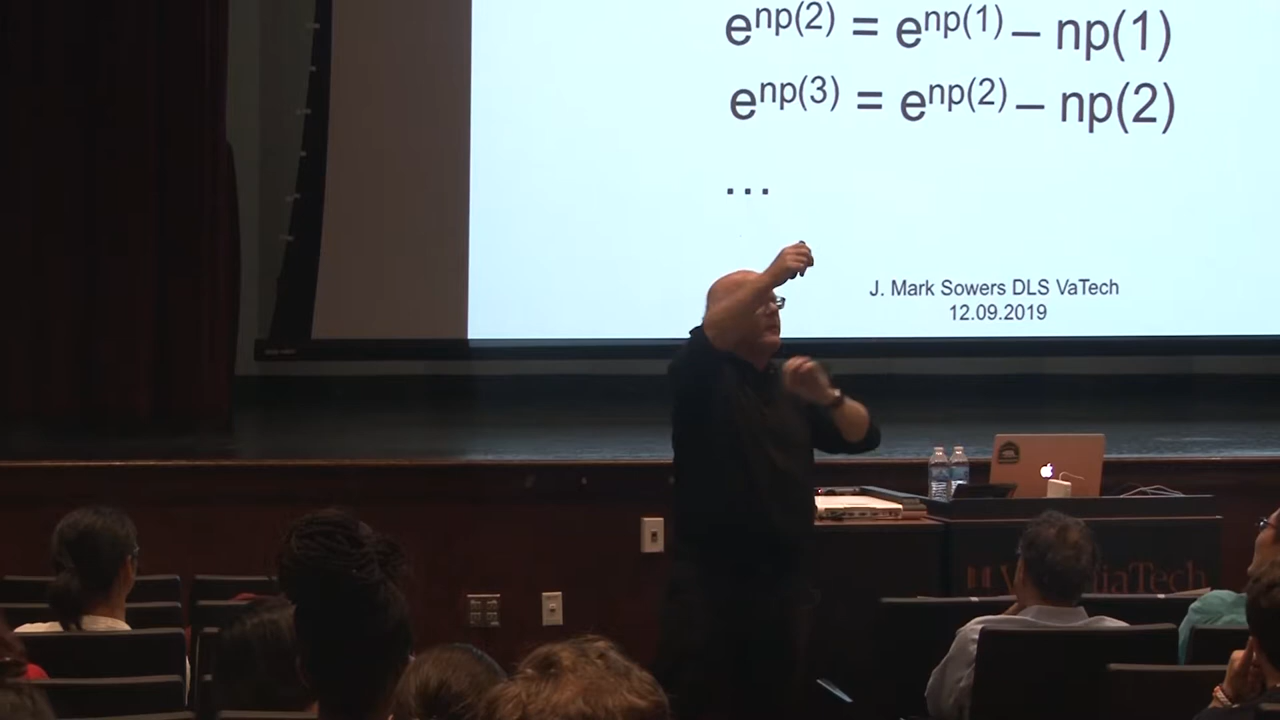 e^np(2) = e^np(1) – np(1)
e^np(3) = e^np(2) – np(2)
...
J. Mark Sowers DLS VaTech
12.09.2019